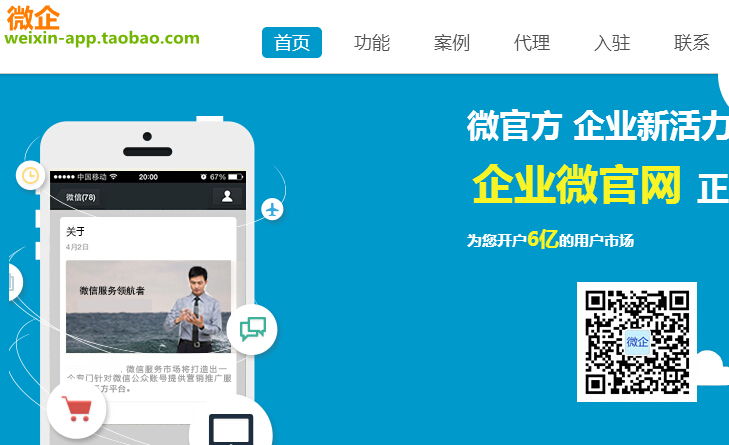 微企
weixin-app.taobao.com
首页 功能 案例 代理 入驻 联系
微官方 企业新活力
企业微官网 正
为您开户6亿的用户市场
中国移动 20:00 67%
微信(78)
关于
4月2日
微信服务领航者
，微信服务市场将打造出一
个专门针对微信公众账号提供营销推广服
方平台。
微企